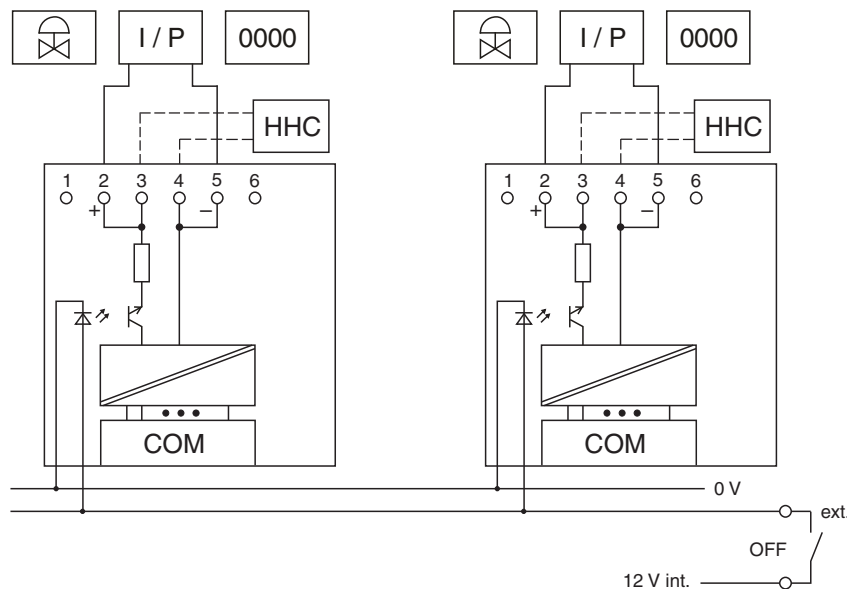 I / P 0000 I / P 0000
HHC HHC
1 2 3 4 5 6 1 2 3 4 5 6
+ – + –
COM COM
0 V
ext.
OFF
12 V int.